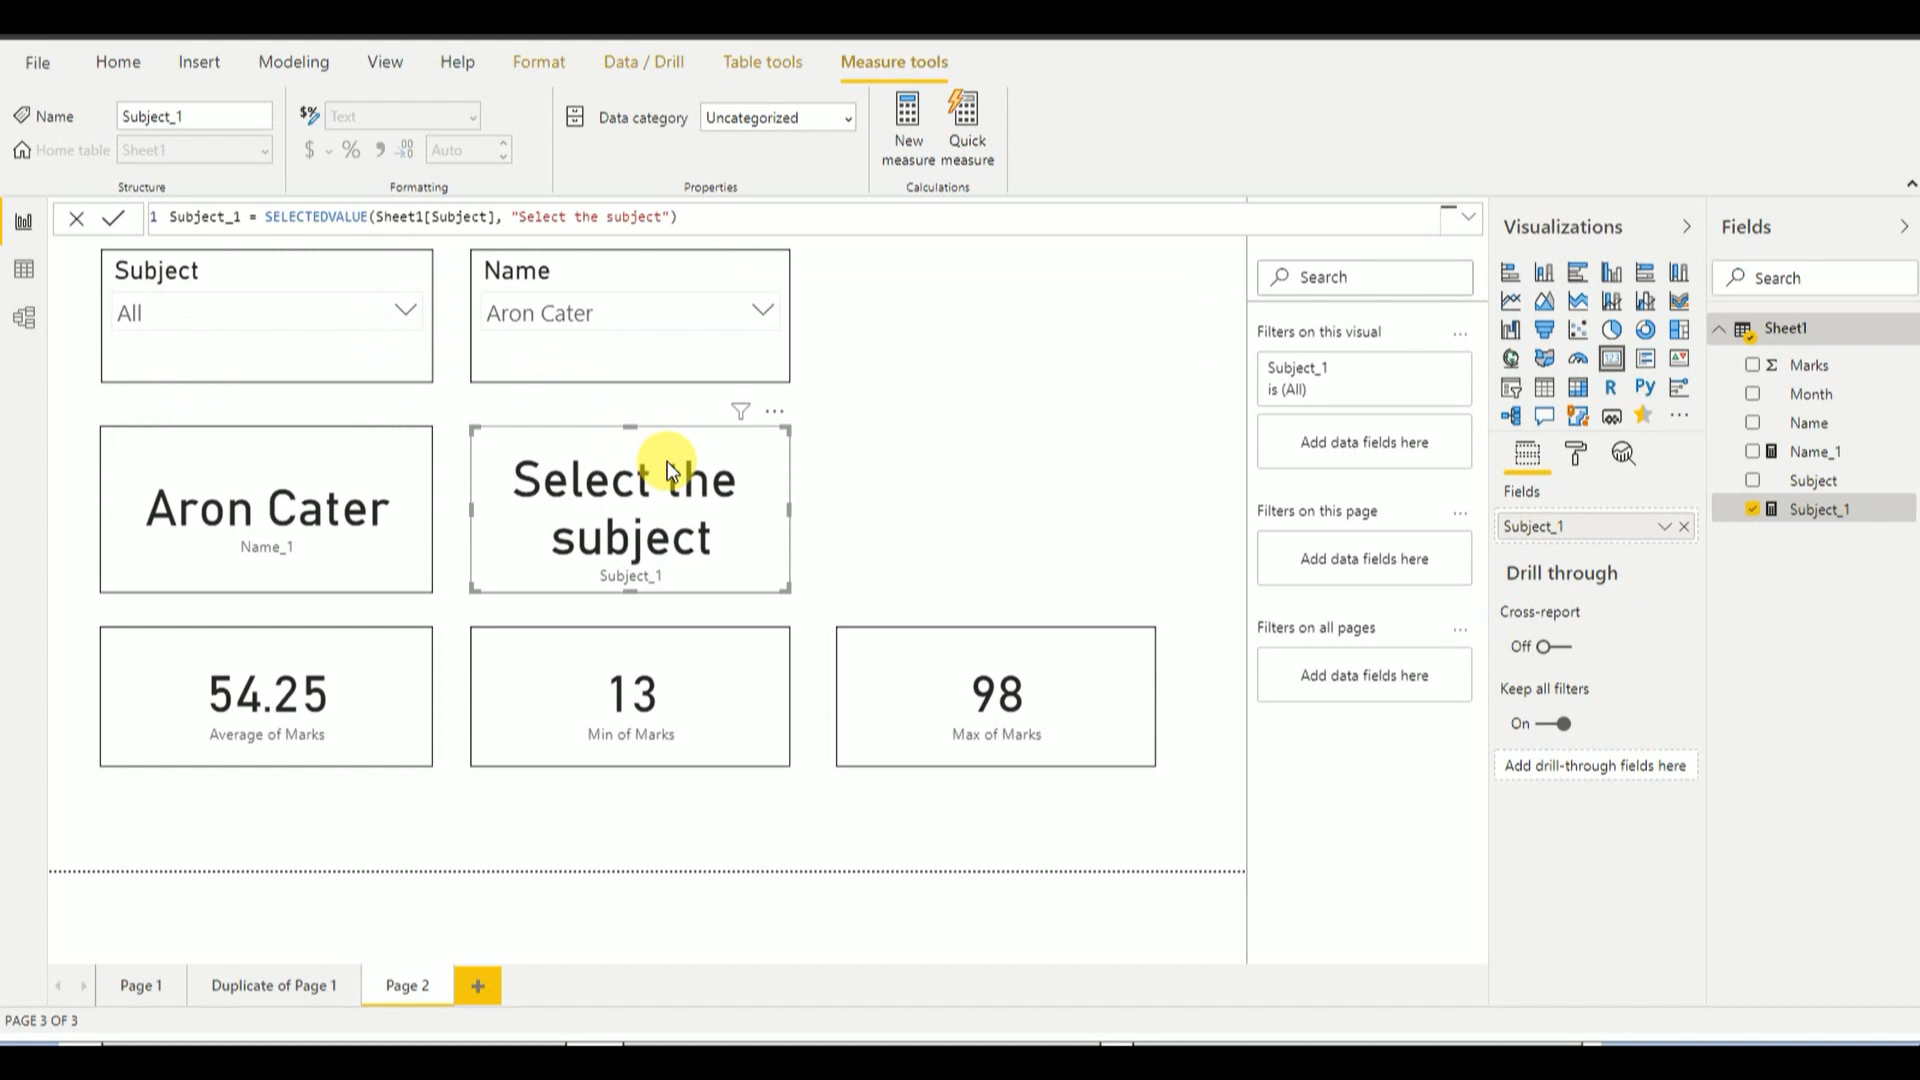 File Home Insert Modeling View Help Format Data / Drill Table tools Measure tools
Name Subject_1
Home table Sheet1
Structure
Text
$ % 9 .00 Auto
Formatting
Data category Uncategorized
Properties
New measure
Quick measure
Calculations
1 Subject_1 = SELECTEDVALUE(Sheet1[Subject], "Select the subject")
Subject
All
Name
Aron Cater
Aron Cater
Name_1
Select the
subject
Subject_1
54.25
Average of Marks
13
Min of Marks
98
Max of Marks
Search
Filters on this visual ...
Subject_1
is (All)
Add data fields here
Filters on this page ...
Add data fields here
Filters on all pages ...
Add data fields here
Visualizations
123
R Py
...
Fields
Subject_1
Drill through
Cross-report
Off
Keep all filters
On
Add drill-through fields here
Fields
Search
Sheet1
Σ Marks
Month
Name
Name_1
Subject
Subject_1
Page 1 Duplicate of Page 1 Page 2 +
PAGE 3 OF 3